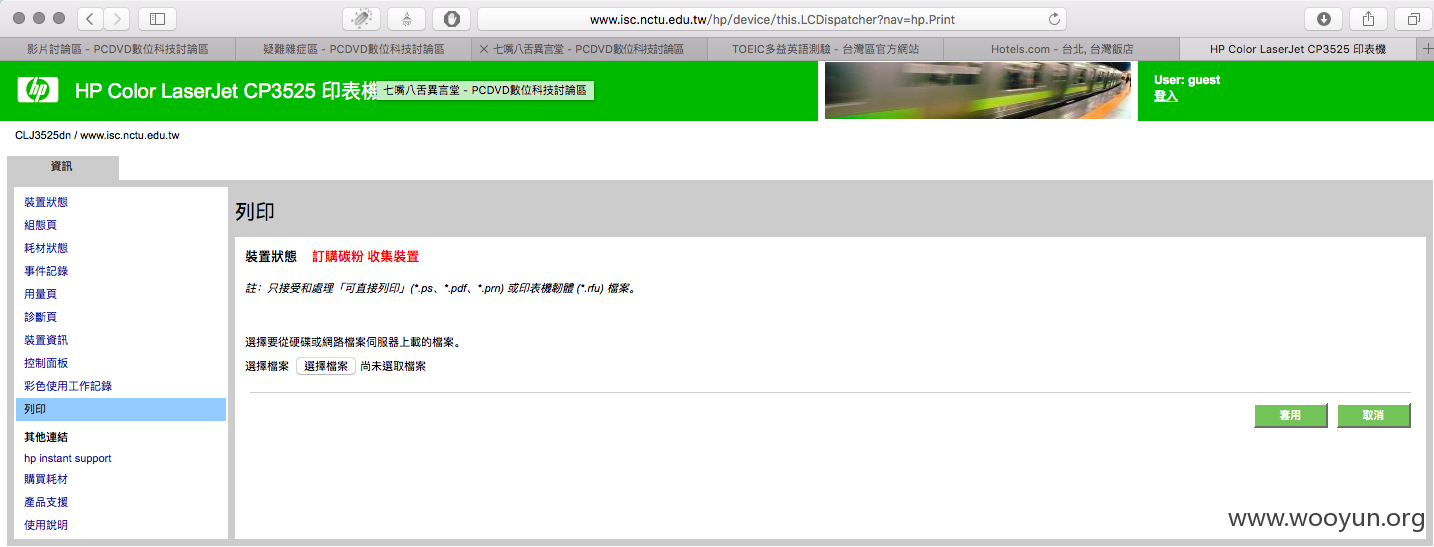 www.isc.nctu.edu.tw/hp/device/this.LCDispatcher?nav=hp.Print
影片討論區 - PCDVD數位科技討論區
疑難雜症區 - PCDVD數位科技討論區
七嘴八舌異言堂 - PCDVD數位科技討論區
TOEIC多益英語測驗 - 台灣區官方網站
Hotels.com - 台北, 台灣飯店
HP Color LaserJet CP3525 印表機
hp
HP Color LaserJet CP3525 印表機
七嘴八舌異言堂 - PCDVD數位科技討論區
User: guest
登入
CLJ3525dn / www.isc.nctu.edu.tw
資訊
裝置狀態
組態頁
耗材狀態
事件記錄
用量頁
診斷頁
裝置資訊
控制面板
彩色使用工作記錄
列印
其他連結
hp instant support
購買耗材
產品支援
使用說明
列印
裝置狀態 訂購碳粉 收集裝置
註：只接受和處理「可直接列印」(*.ps、*.pdf、*.prn) 或印表機韌體 (*.rfu) 檔案。
選擇要從硬碟或網路檔案伺服器上載的檔案。
選擇檔案 選擇檔案 尚未選取檔案
套用 取消
www.wooyun.org